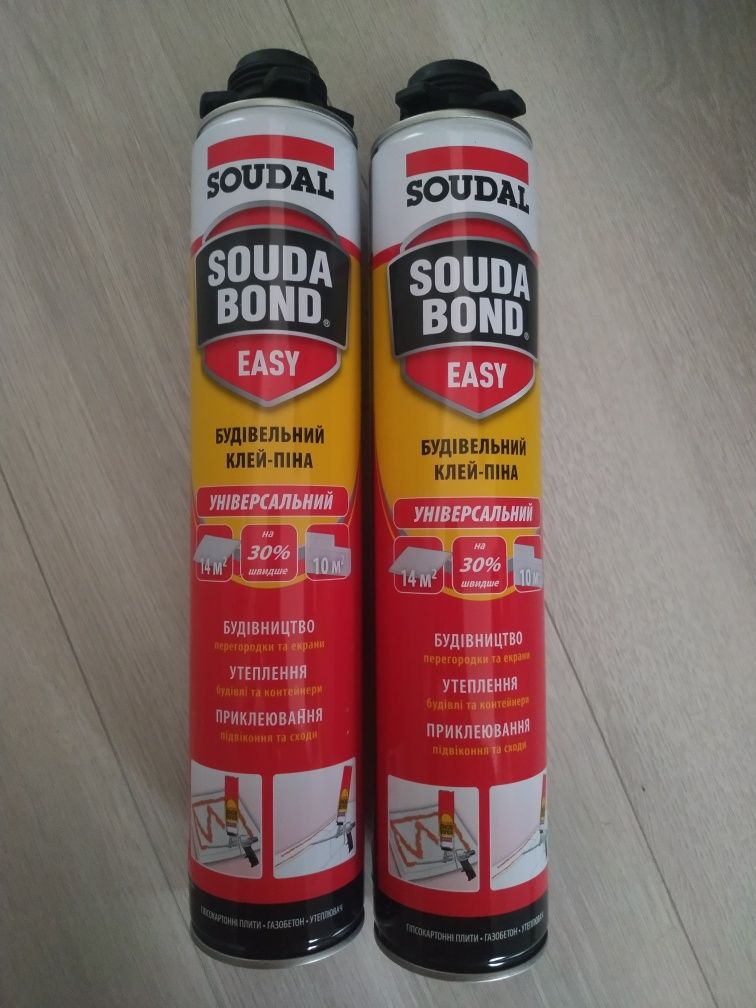 SOUDAL
SOUDA
BOND®
EASY
БУДІВЕЛЬНИЙ
КЛЕЙ-ПІНА
УНІВЕРСАЛЬНИЙ
14 м²
на
30%
швидше
10 м²
БУДІВНИЦТВО
перегородки та екрани
УТЕПЛЕННЯ
будівлі та контейнери
ПРИКЛЕЮВАННЯ
підвіконня та сходи
ГІПСОКАРТОННІ ПЛИТИ • ГАЗОБЕТОН • УТЕПЛЮВАЧ
SOUDAL
SOUDA
BOND®
EASY
БУДІВЕЛЬНИЙ
КЛЕЙ-ПІНА
УНІВЕРСАЛЬНИЙ
14 м²
на
30%
швидше
10 м
БУДІВНИЦТВО
перегородки та екрани
УТЕПЛЕННЯ
будівлі та контейнери
ПРИКЛЕЮВАННЯ
підвіконня та сходи
ГІПСОКАРТОННІ ПЛИТИ • ГАЗОБЕТОН • УТЕПЛЮВАЧ